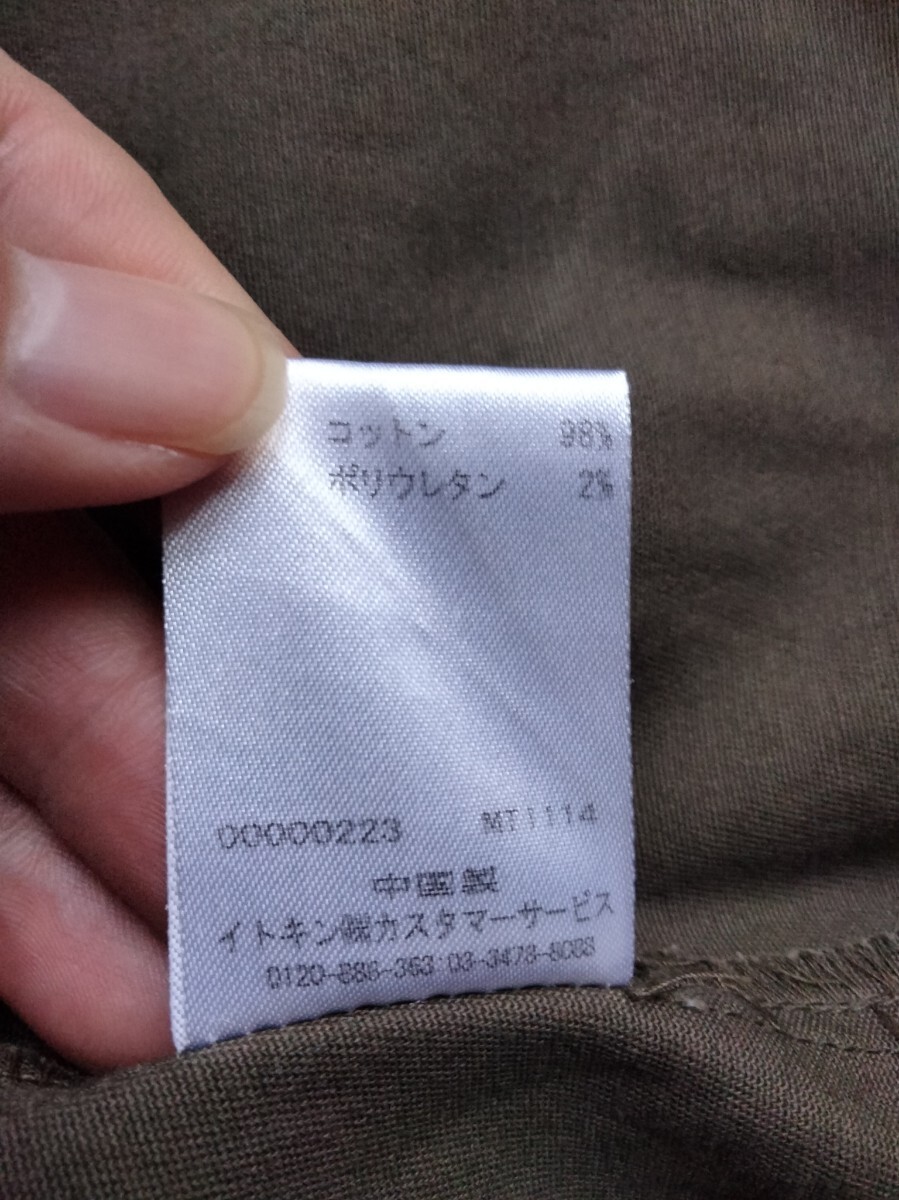 コットン 98%
ポリウレタン 2%
00000223 MT1114
中国製
イトキン㈱カスタマーサービス
0120-888-363 03-3478-8088